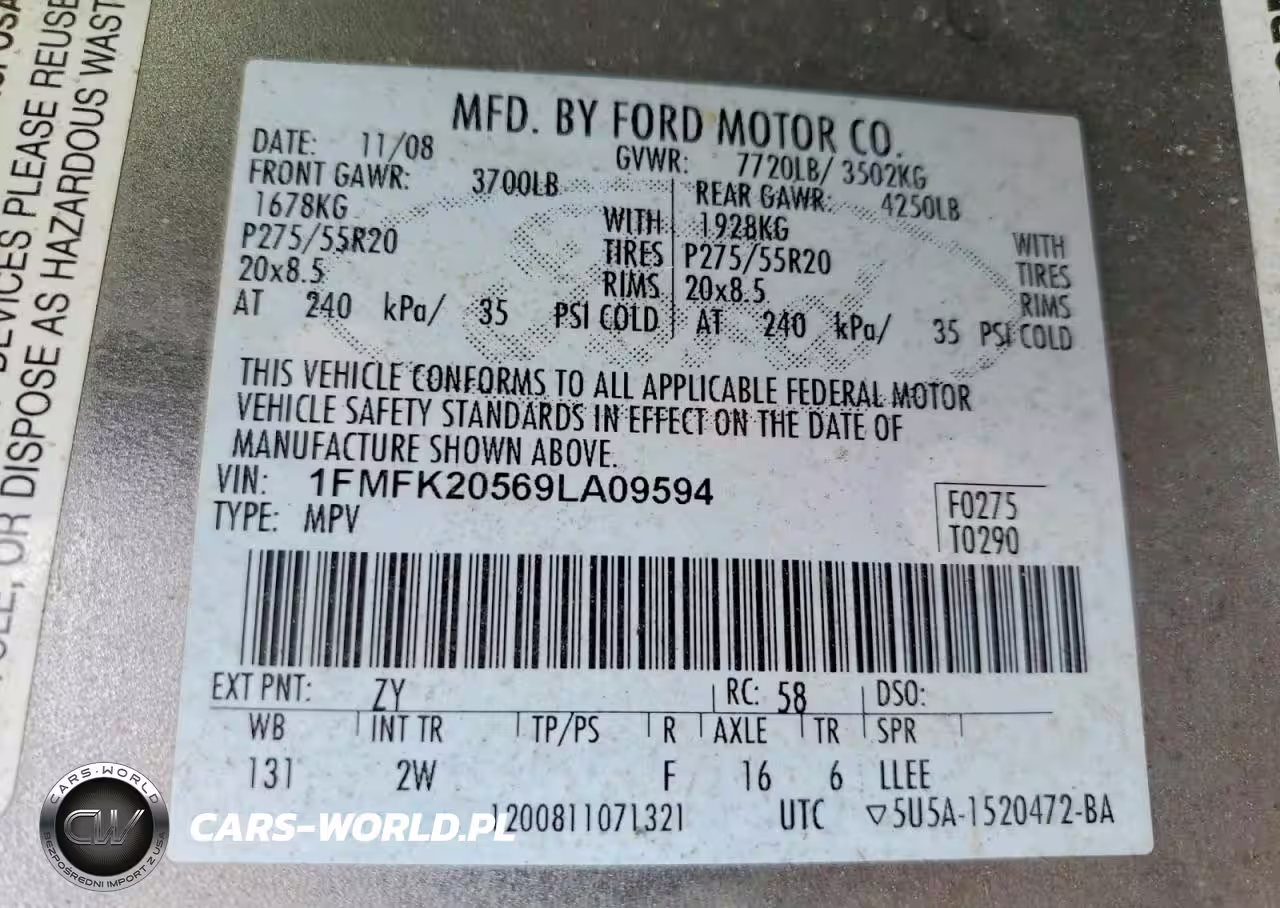 DEVICES PLEASE REUSE
OR DISPOSE AS HAZARDOUS WAST
MFD. BY FORD MOTOR CO.
DATE: 11/08 GVWR: 7720LB/ 3502KG
FRONT GAWR: 3700LB REAR GAWR: 4250LB
1678KG WITH 1928KG WITH
P275/55R20 TIRES P275/55R20 TIRES
20x8.5 RIMS 20x8.5 RIMS
AT 240 kPa/ 35 PSI COLD AT 240 kPa/ 35 PSI COLD
THIS VEHICLE CONFORMS TO ALL APPLICABLE FEDERAL MOTOR
VEHICLE SAFETY STANDARDS IN EFFECT ON THE DATE OF
MANUFACTURE SHOWN ABOVE.
VIN: 1FMFK20569LA09594
TYPE: MPV
F0275
T0290
EXT PNT: ZY RC: 58 DSO:
WB INT TR TP/PS R AXLE TR SPR
131 2W F 16 6 LLEE
1200811071321 UTC ▽5U5A-1520472-BA
CARS-WORLD
CW
BEZPOŚREDNI IMPORT Z USA
CARS-WORLD.PL